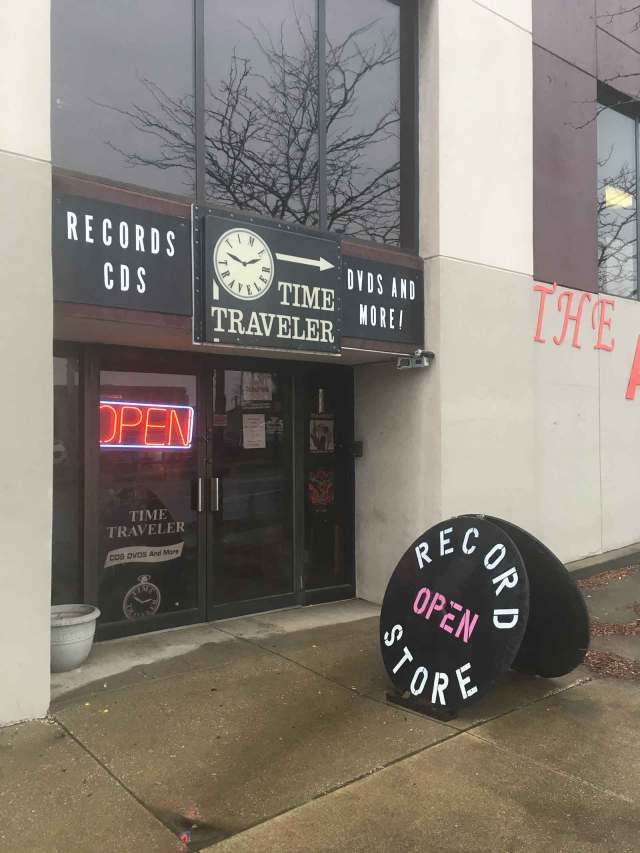 RECORDS
CDS
TIME
TRAVELER
TIME
TRAVELER
DVDS AND
MORE!
THE
OPEN
TIME
TRAVELER
CDS DVDS And More
RECORD
OPEN
STORE